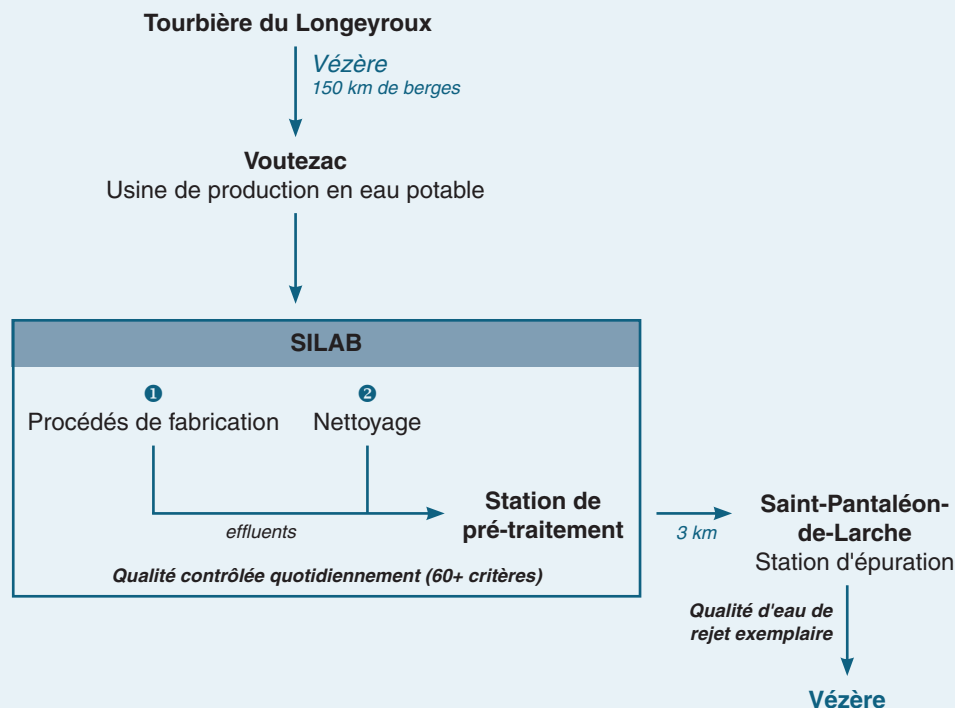 Tourbière du Longeyroux
Vézère
150 km de berges
Voutezac
Usine de production en eau potable
SILAB
❶
Procédés de fabrication
❷
Nettoyage
effluents
Station de
pré-traitement
Qualité contrôlée quotidiennement (60+ critères)
3 km
Saint-Pantaléon-
de-Larche
Station d'épuration
Qualité d'eau de
rejet exemplaire
Vézère